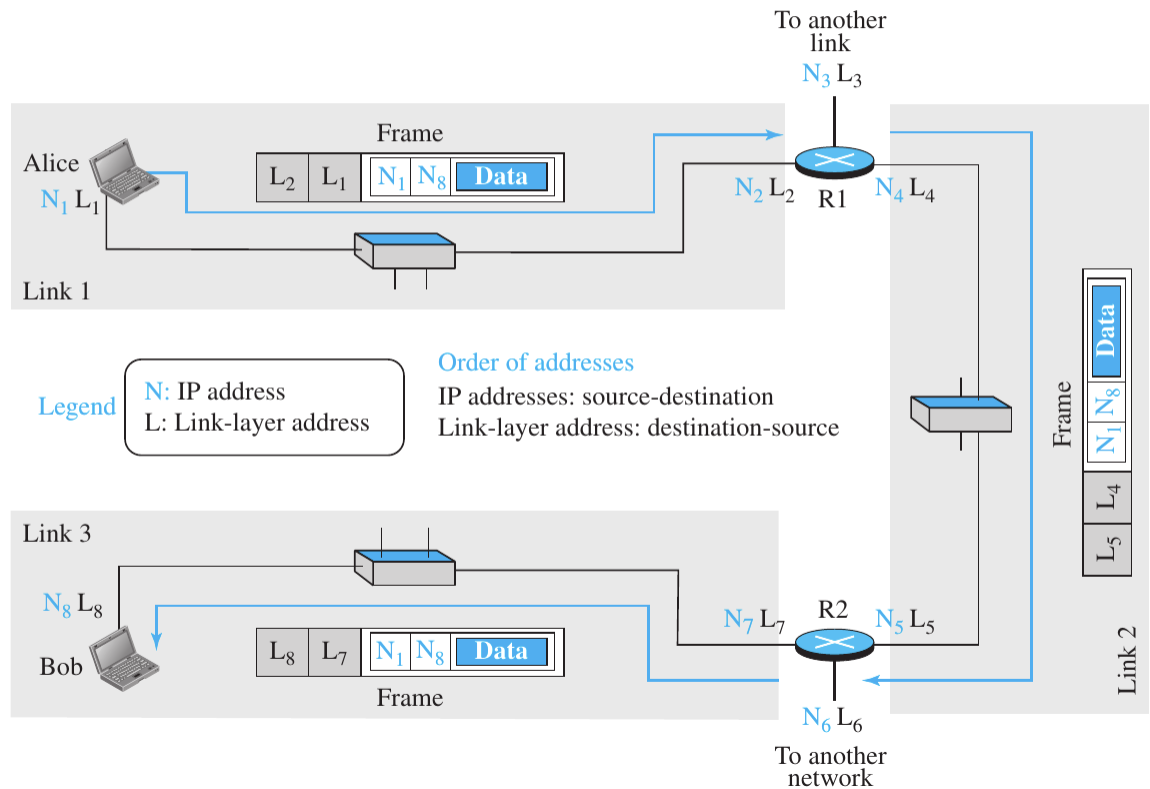 To another
link
N3 L3
Frame
Alice
L2 L1 N1 N8 Data
N1 L1
N2 L2
R1
N4 L4
Link 1
Order of addresses
Legend
N: IP address
L: Link-layer address
IP addresses: source-destination
Link-layer address: destination-source
Frame
L5 L4 N1 N8 Data
Link 2
Link 3
N8 L8
Bob
L8 L7 N1 N8 Data
Frame
N7 L7
R2
N5 L5
N6 L6
To another
network